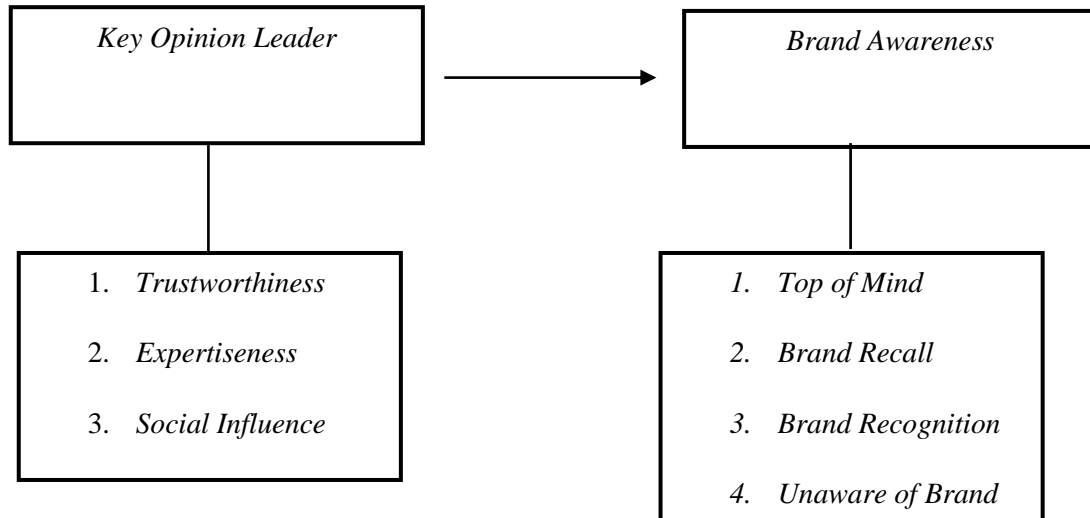 Key Opinion Leader
Brand Awareness
1. Trustworthiness
2. Expertiseness
3. Social Influence
1. Top of Mind
2. Brand Recall
3. Brand Recognition
4. Unaware of Brand